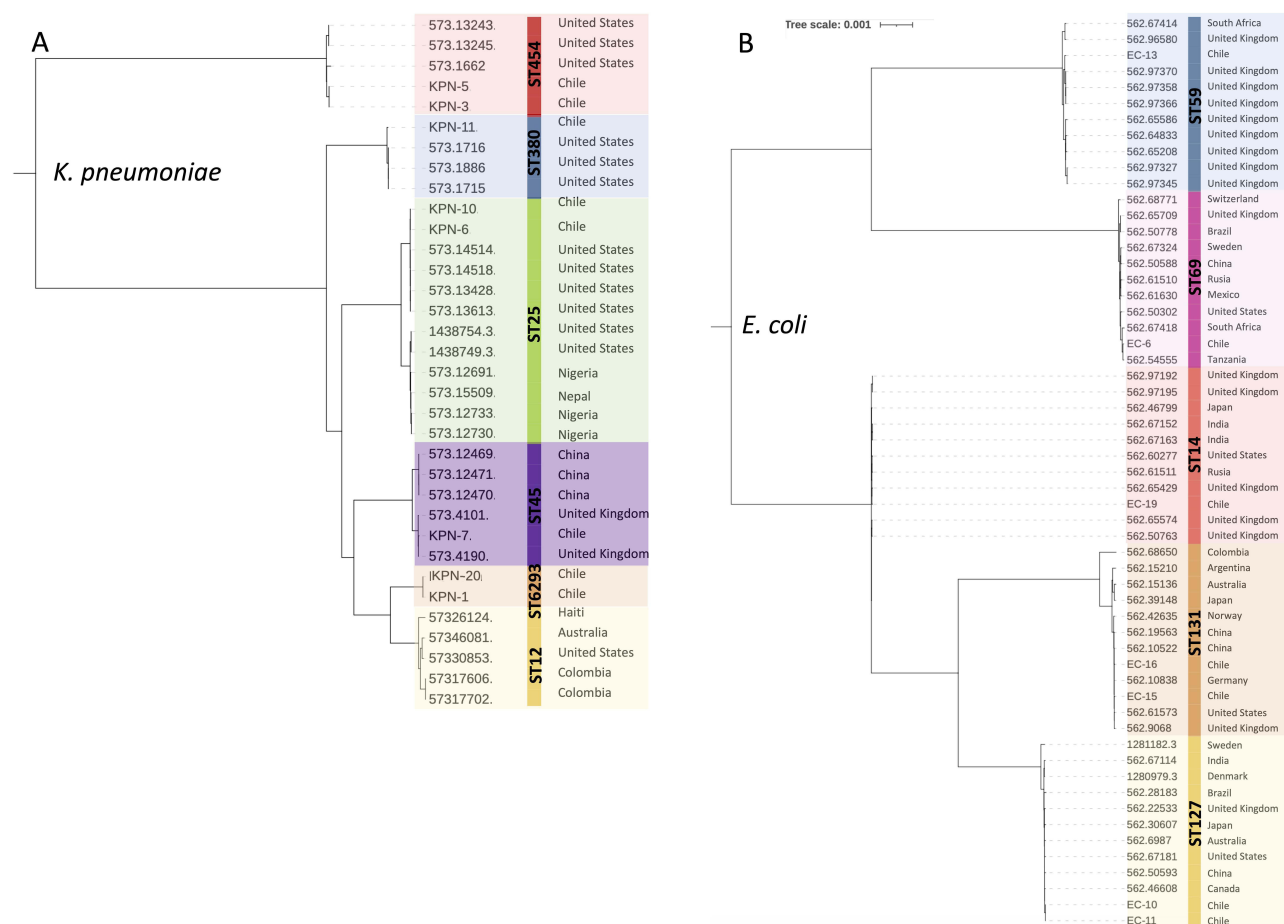 A
K. pneumoniae
573.13243. United States
573.13245. United States
573.1662 United States
KPN-5 Chile
KPN-3 Chile
ST454
KPN-11. Chile
573.1716 United States
573.1886 United States
573.1715 United States
ST380
KPN-10 Chile
KPN-6 Chile
573.14514. United States
573.14518. United States
573.13428. United States
573.13613. United States
1438754.3 United States
1438749.3 United States
573.12691. Nigeria
573.15509. Nepal
573.12733. Nigeria
573.12730. Nigeria
ST25
573.12469. China
573.12471. China
573.12470. China
573.4101. United Kingdom
KPN-7. Chile
573.4190. United Kingdom
ST45
KPN-20 Chile
KPN-1 Chile
ST6293
57326124. Haiti
57346081. Australia
57330853. United States
57317606. Colombia
57317702. Colombia
ST12
B
Tree scale: 0.001
E. coli
562.67414 South Africa
562.96580 United Kingdom
EC-13 Chile
562.97370 United Kingdom
562.97358 United Kingdom
562.97366 United Kingdom
562.65586 United Kingdom
562.64833 United Kingdom
562.65208 United Kingdom
562.97327 United Kingdom
562.97345 United Kingdom
ST59
562.68771 Switzerland
562.65709 United Kingdom
562.50778 Brazil
562.67324 Sweden
562.50588 China
562.61510 Rusia
562.61630 Mexico
562.50302 United States
562.67418 South Africa
EC-6 Chile
562.54555 Tanzania
ST69
562.97192 United Kingdom
562.97195 United Kingdom
562.46799 Japan
562.67152 India
562.67163 India
562.60277 United States
562.61511 Rusia
562.65429 United Kingdom
EC-19 Chile
562.65574 United Kingdom
562.50763 United Kingdom
ST14
562.68650 Colombia
562.15210 Argentina
562.15136 Australia
562.39148 Japan
562.42635 Norway
562.19563 China
562.10522 China
EC-16 Chile
562.10838 Germany
EC-15 Chile
562.61573 United States
562.9068 United Kingdom
ST131
1281182.3 Sweden
562.67114 India
1280979.3 Denmark
562.28183 Brazil
562.22533 United Kingdom
562.30607 Japan
562.6987 Australia
562.67181 United States
562.50593 China
562.46608 Canada
EC-10 Chile
EC-11 Chile
ST127